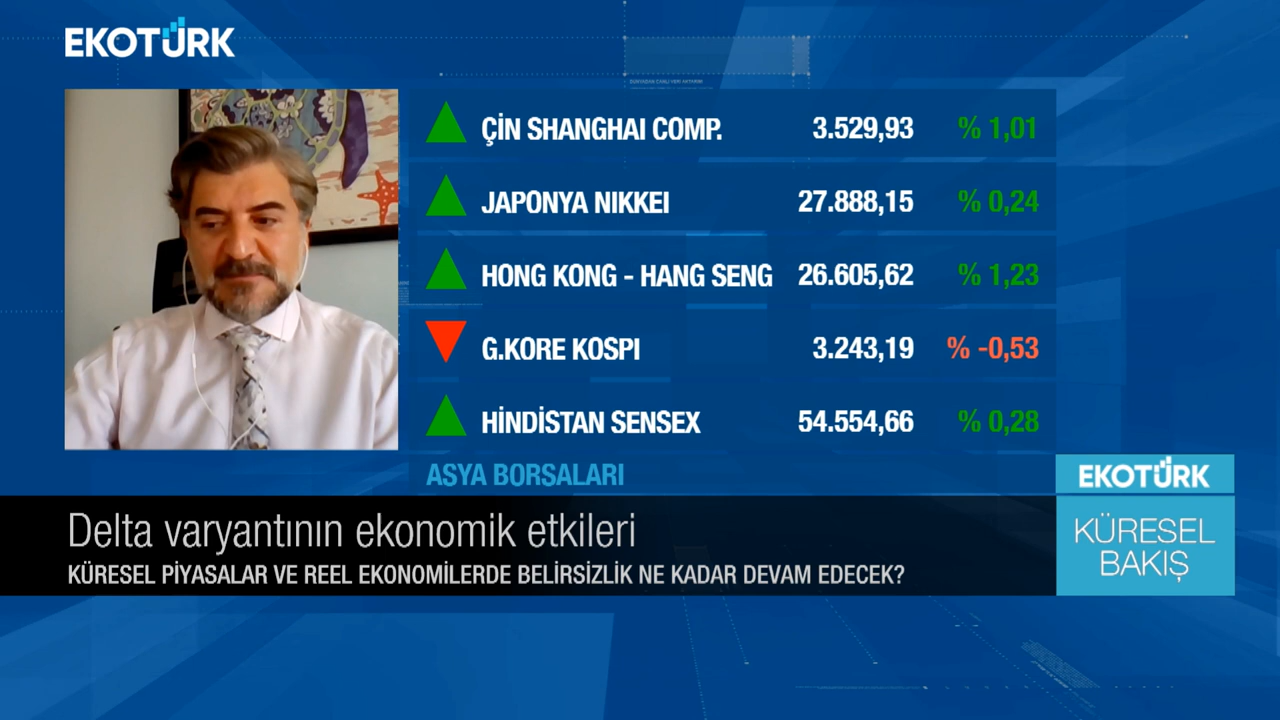 EKOTÜRK
ÇİN SHANGHAI COMP. 3.529,93 % 1,01
JAPONYA NIKKEI 27.888,15 % 0,24
HONG KONG - HANG SENG 26.605,62 % 1,23
G.KORE KOSPI 3.243,19 % -0,53
HİNDİSTAN SENSEX 54.554,66 % 0,28
ASYA BORSALARI
EKOTÜRK
Delta varyantının ekonomik etkileri
KÜRESEL PİYASALAR VE REEL EKONOMİLERDE BELİRSİZLİK NE KADAR DEVAM EDECEK?
KÜRESEL
BAKIŞ